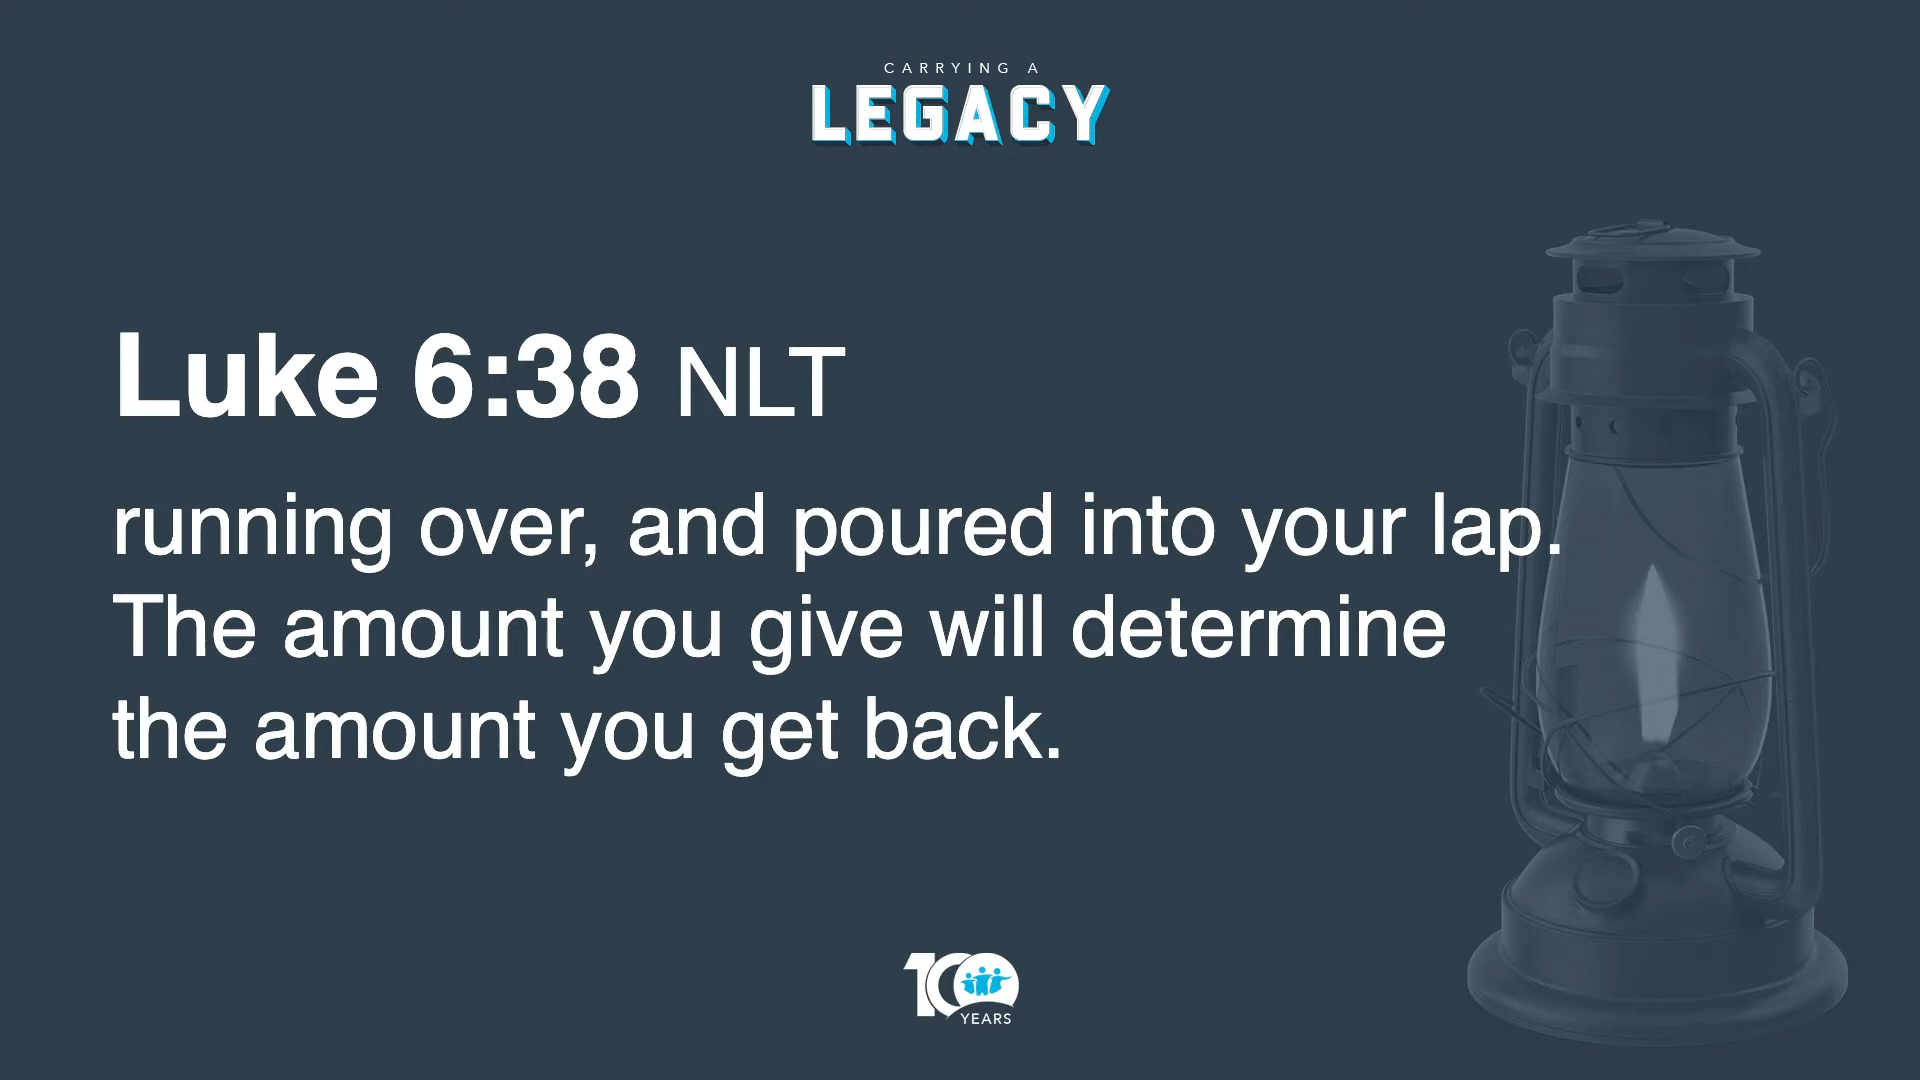 CARRYING A
LEGACY
Luke 6:38 NLT
running over, and poured into your lap.
The amount you give will determine
the amount you get back.
100
YEARS